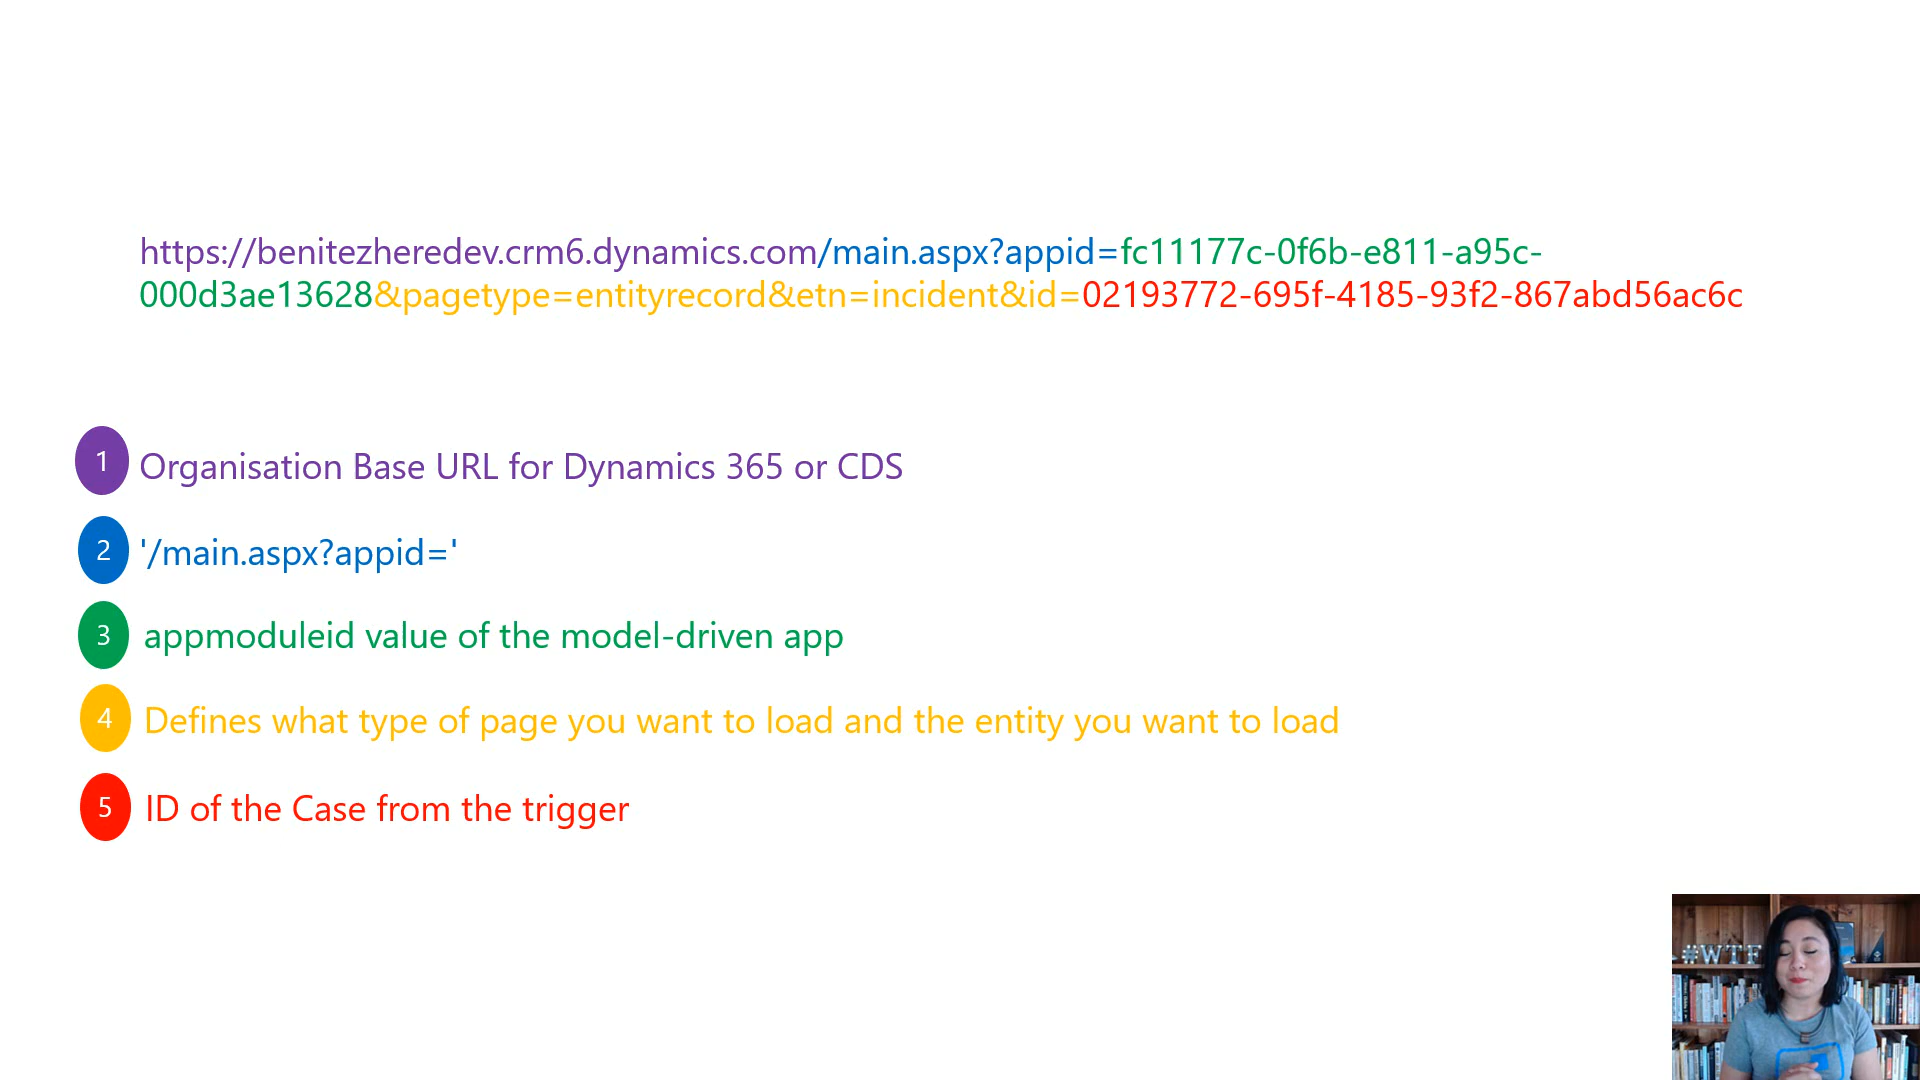 https://benitezheredev.crm6.dynamics.com/main.aspx?appid=fc11177c-0f6b-e811-a95c-
000d3ae13628&pagetype=entityrecord&etn=incident&id=02193772-695f-4185-93f2-867abd56ac6c
1 Organisation Base URL for Dynamics 365 or CDS
2 '/main.aspx?appid='
3 appmoduleid value of the model-driven app
4 Defines what type of page you want to load and the entity you want to load
5 ID of the Case from the trigger
#WTF